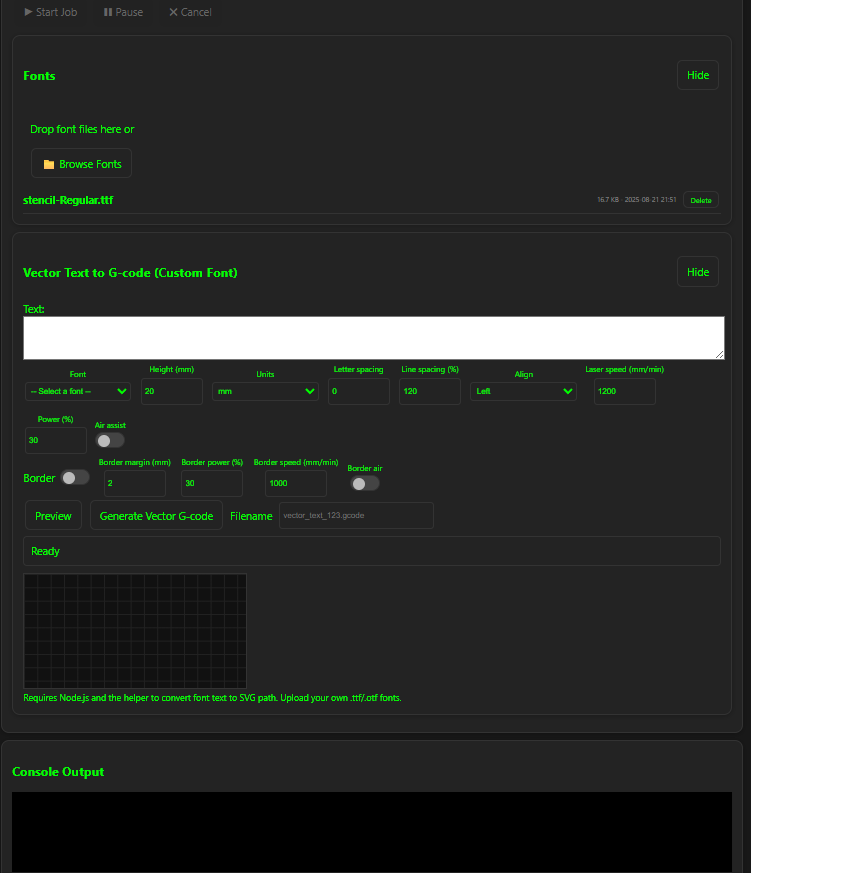 Start Job Pause Cancel
Fonts Hide
Drop font files here or
Browse Fonts
stencil-Regular.ttf 16.7 KB · 2025-08-21 21:51 Delete
Vector Text to G-code (Custom Font) Hide
Text:
Font Height (mm) Units Letter spacing Line spacing (%) Align Laser speed (mm/min)
-- Select a font -- 20 mm 0 120 Left 1200
Power (%) Air assist
30
Border margin (mm) Border power (%) Border speed (mm/min) Border air
Border 2 30 1000
Preview Generate Vector G-code Filename vector_text_123.gcode
Ready
Requires Node.js and the helper to convert font text to SVG path. Upload your own .ttf/.otf fonts.
Console Output